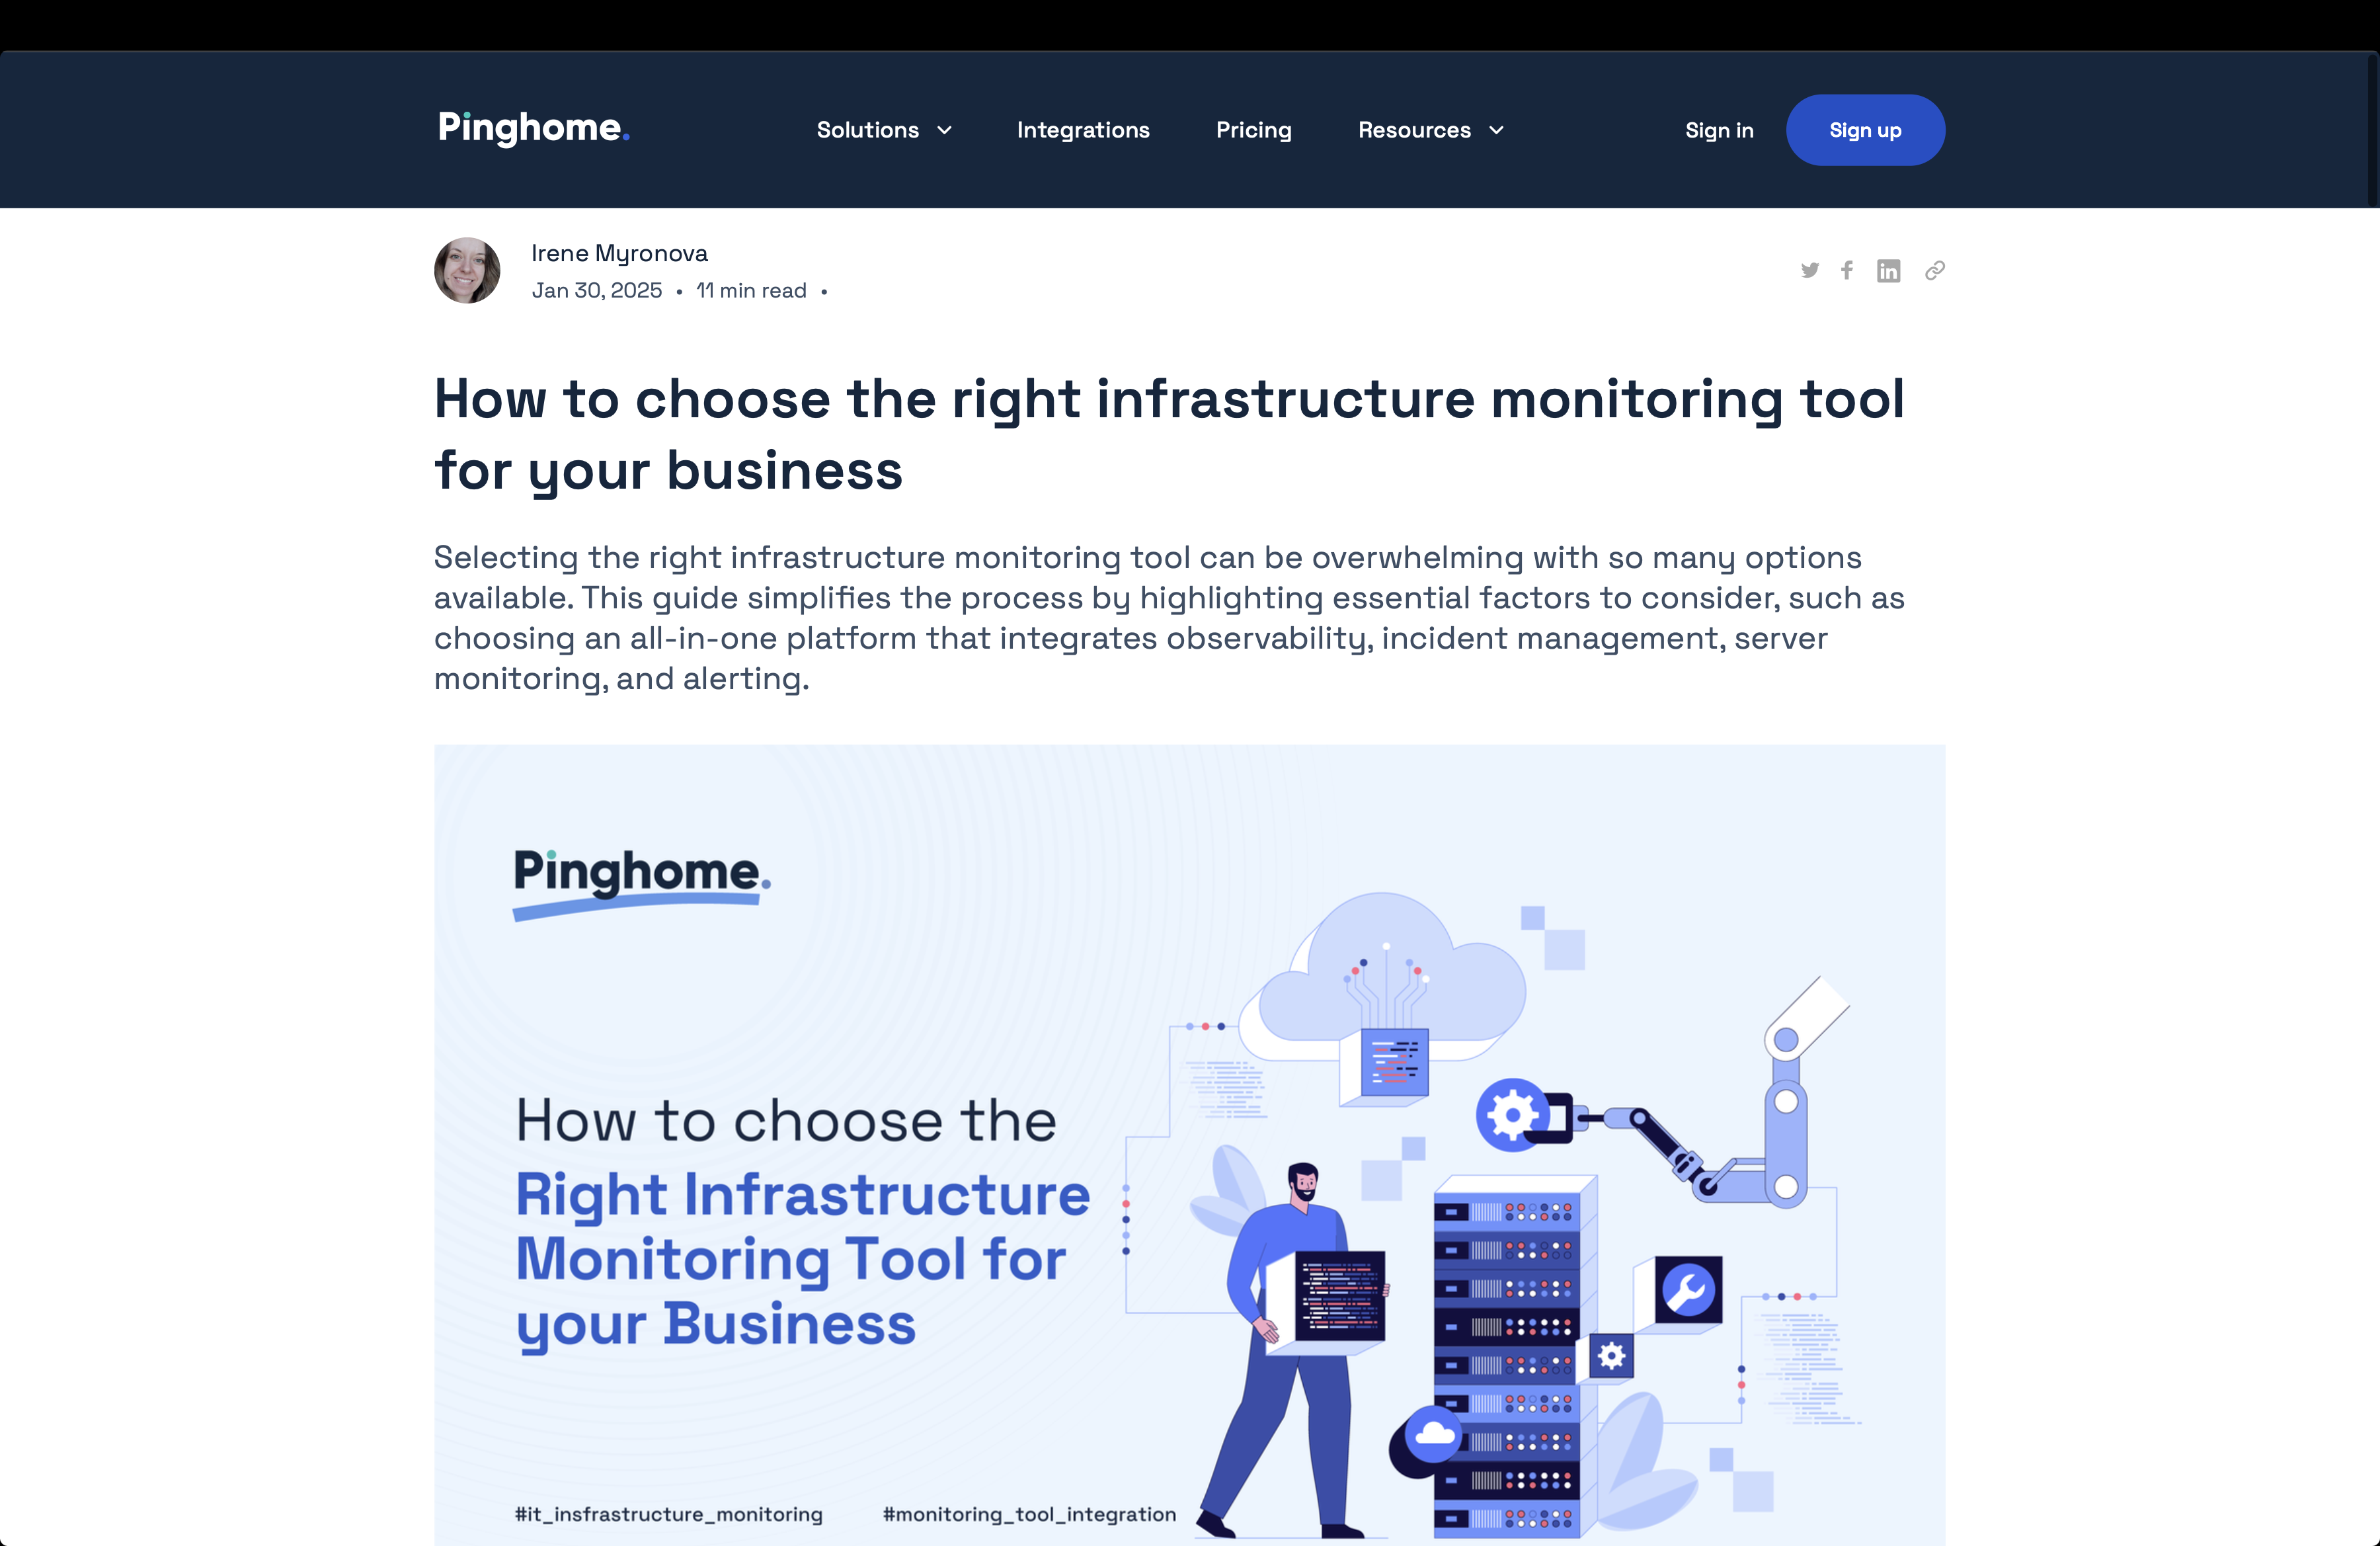 Pinghome.
Solutions
Integrations
Pricing
Resources
Sign in
Sign up
Irene Myronova
Jan 30, 2025 • 11 min read •
How to choose the right infrastructure monitoring tool
for your business
Selecting the right infrastructure monitoring tool can be overwhelming with so many options
available. This guide simplifies the process by highlighting essential factors to consider, such as
choosing an all-in-one platform that integrates observability, incident management, server
monitoring, and alerting.
Pinghome.
How to choose the
Right Infrastructure
Monitoring Tool for
your Business
#it_insfrastructure_monitoring
#monitoring_tool_integration